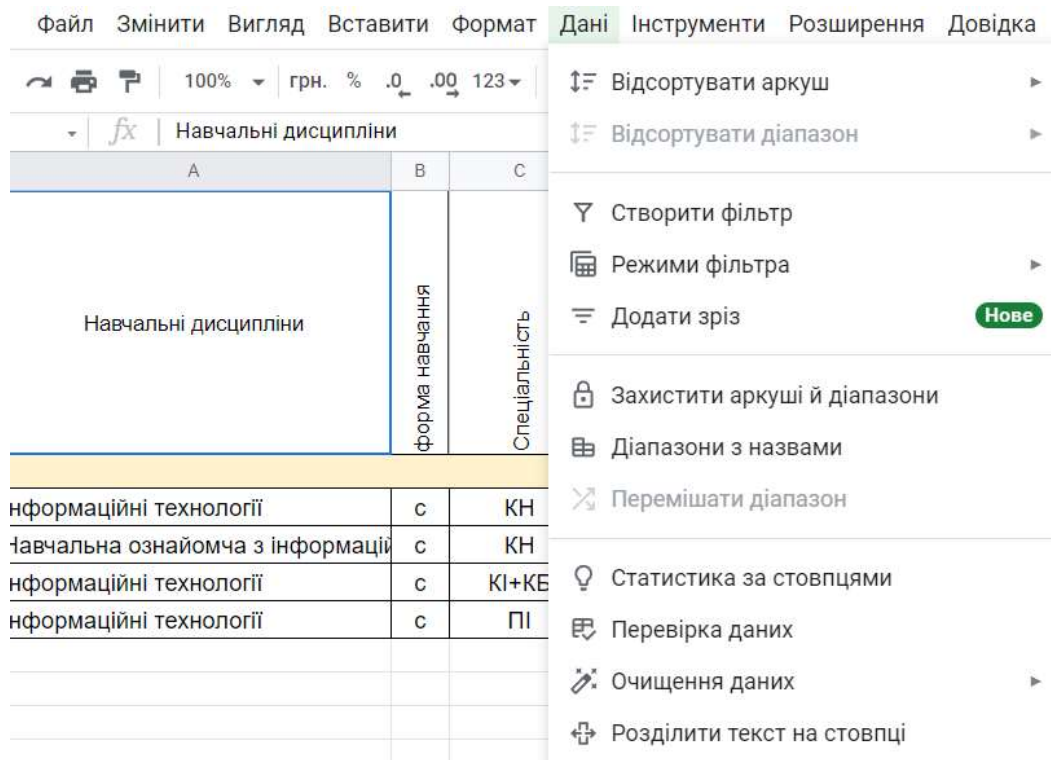 Файл Змінити Вигляд Вставити Формат Дані Інструменти Розширення Довідка
100% грн. % .0 .00 123
fx Навчальні дисципліни
A B C
Навчальні дисципліни
форма навчання
Спеціальність
нформаційні технології с КН
Навчальна ознайомча з інформацій с КН
нформаційні технології с КІ+КБ
нформаційні технології с ПІ
Відсортувати аркуш
Відсортувати діапазон
Створити фільтр
Режими фільтра
Додати зріз Нове
Захистити аркуші й діапазони
Діапазони з назвами
Перемішати діапазон
Статистика за стовпцями
Перевірка даних
Очищення даних
Розділити текст на стовпці